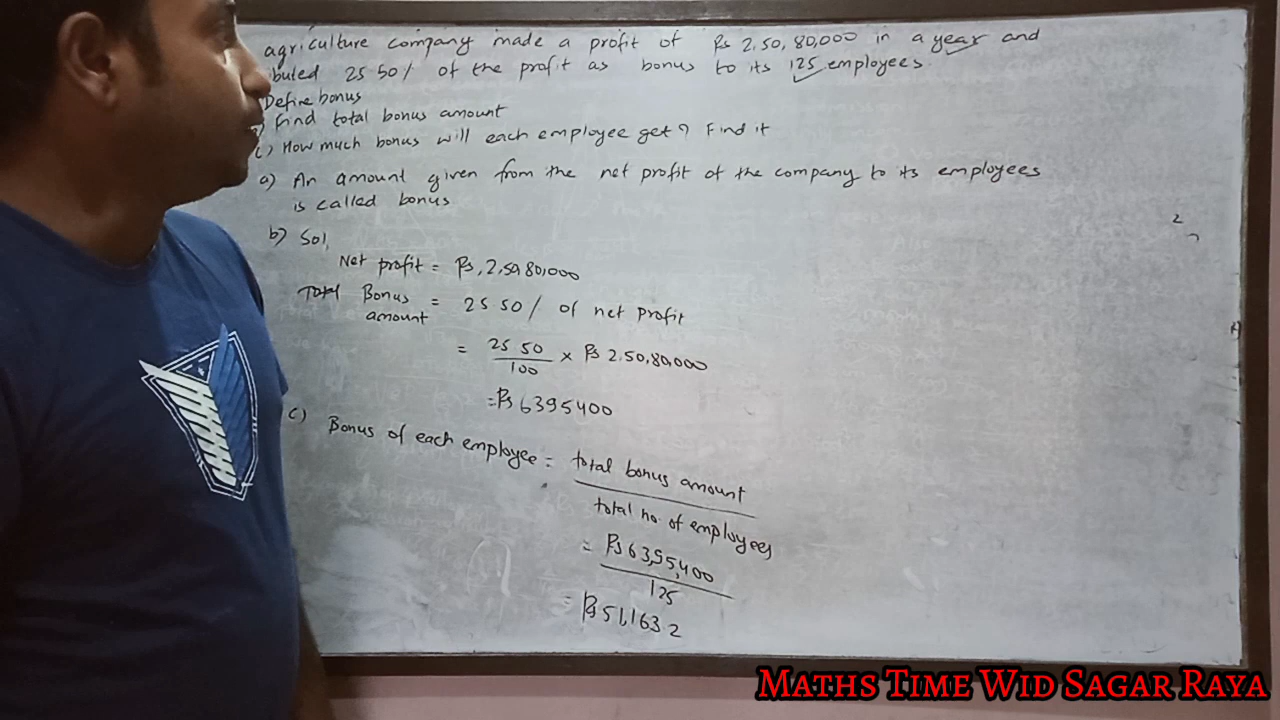 agriculture company made a profit of Rs 2,50,80,000 in a year and
buted 25 50% of the profit as bonus to its 125 employees.
Define bonus
) Find total bonus amount
c) How much bonus will each employee get? Find it
a) An amount given from the net profit of the company to its employees
is called bonus
b) Sol,
Net profit = Rs, 2,50,80,000
Total Bonus amount = 25 50% of net profit
= 25 50/100 × Rs 2,50,80,000
= Rs 6395400
c) Bonus of each employee = total bonus amount
total no. of employees
= Rs 63,95,400
125
= Rs 51,163 2
2
Maths Time Wid Sagar Raya